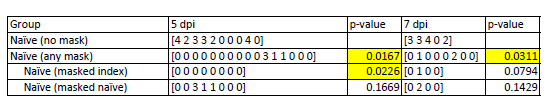 Group 5 dpi p-value 7 dpi p-value
Naïve (no mask) [4 2 3 3 2 0 0 0 4 0] [3 3 4 0 2]
Naïve (any mask) [0 0 0 0 0 0 0 0 0 0 3 1 1 0 0 0] 0.0167 [0 1 0 0 0 2 0 0] 0.0311
Naïve (masked index) [0 0 0 0 0 0 0 0] 0.0226 [0 1 0 0] 0.0794
Naïve (masked naïve) [0 0 3 1 1 0 0 0] 0.1669 [0 2 0 0] 0.1429